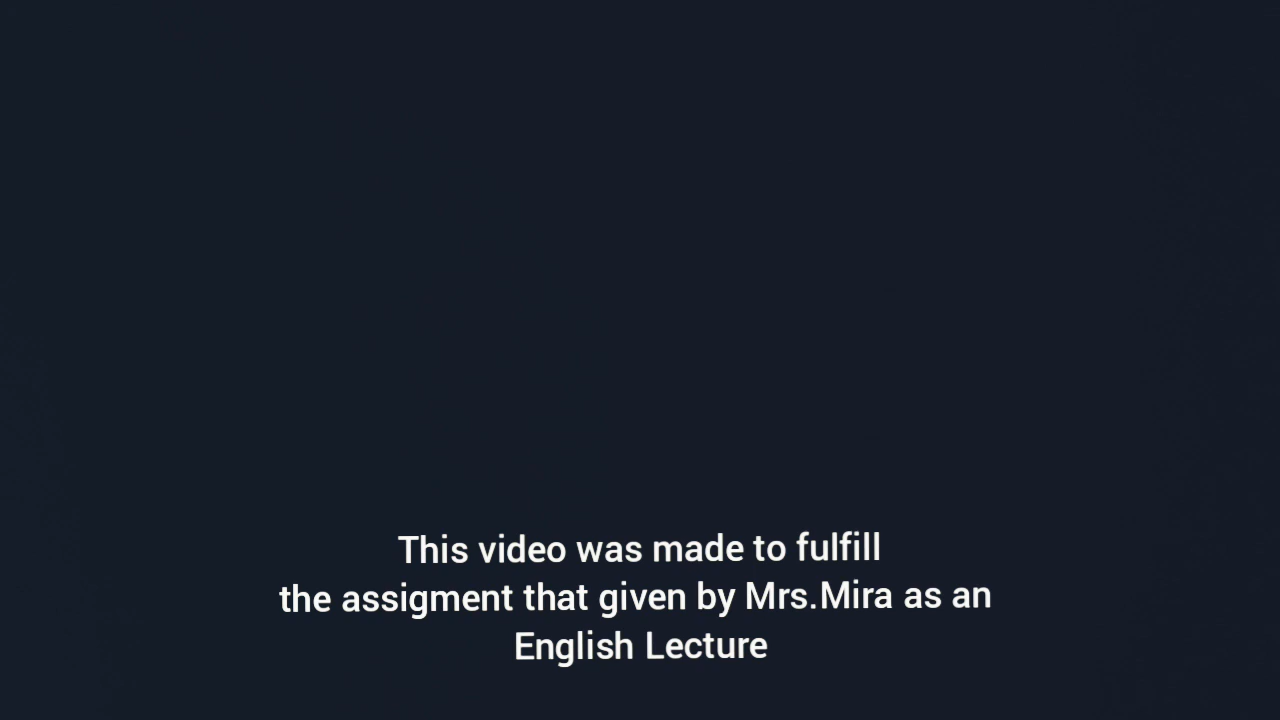 This video was made to fulfill
the assigment that given by Mrs.Mira as an
English Lecture